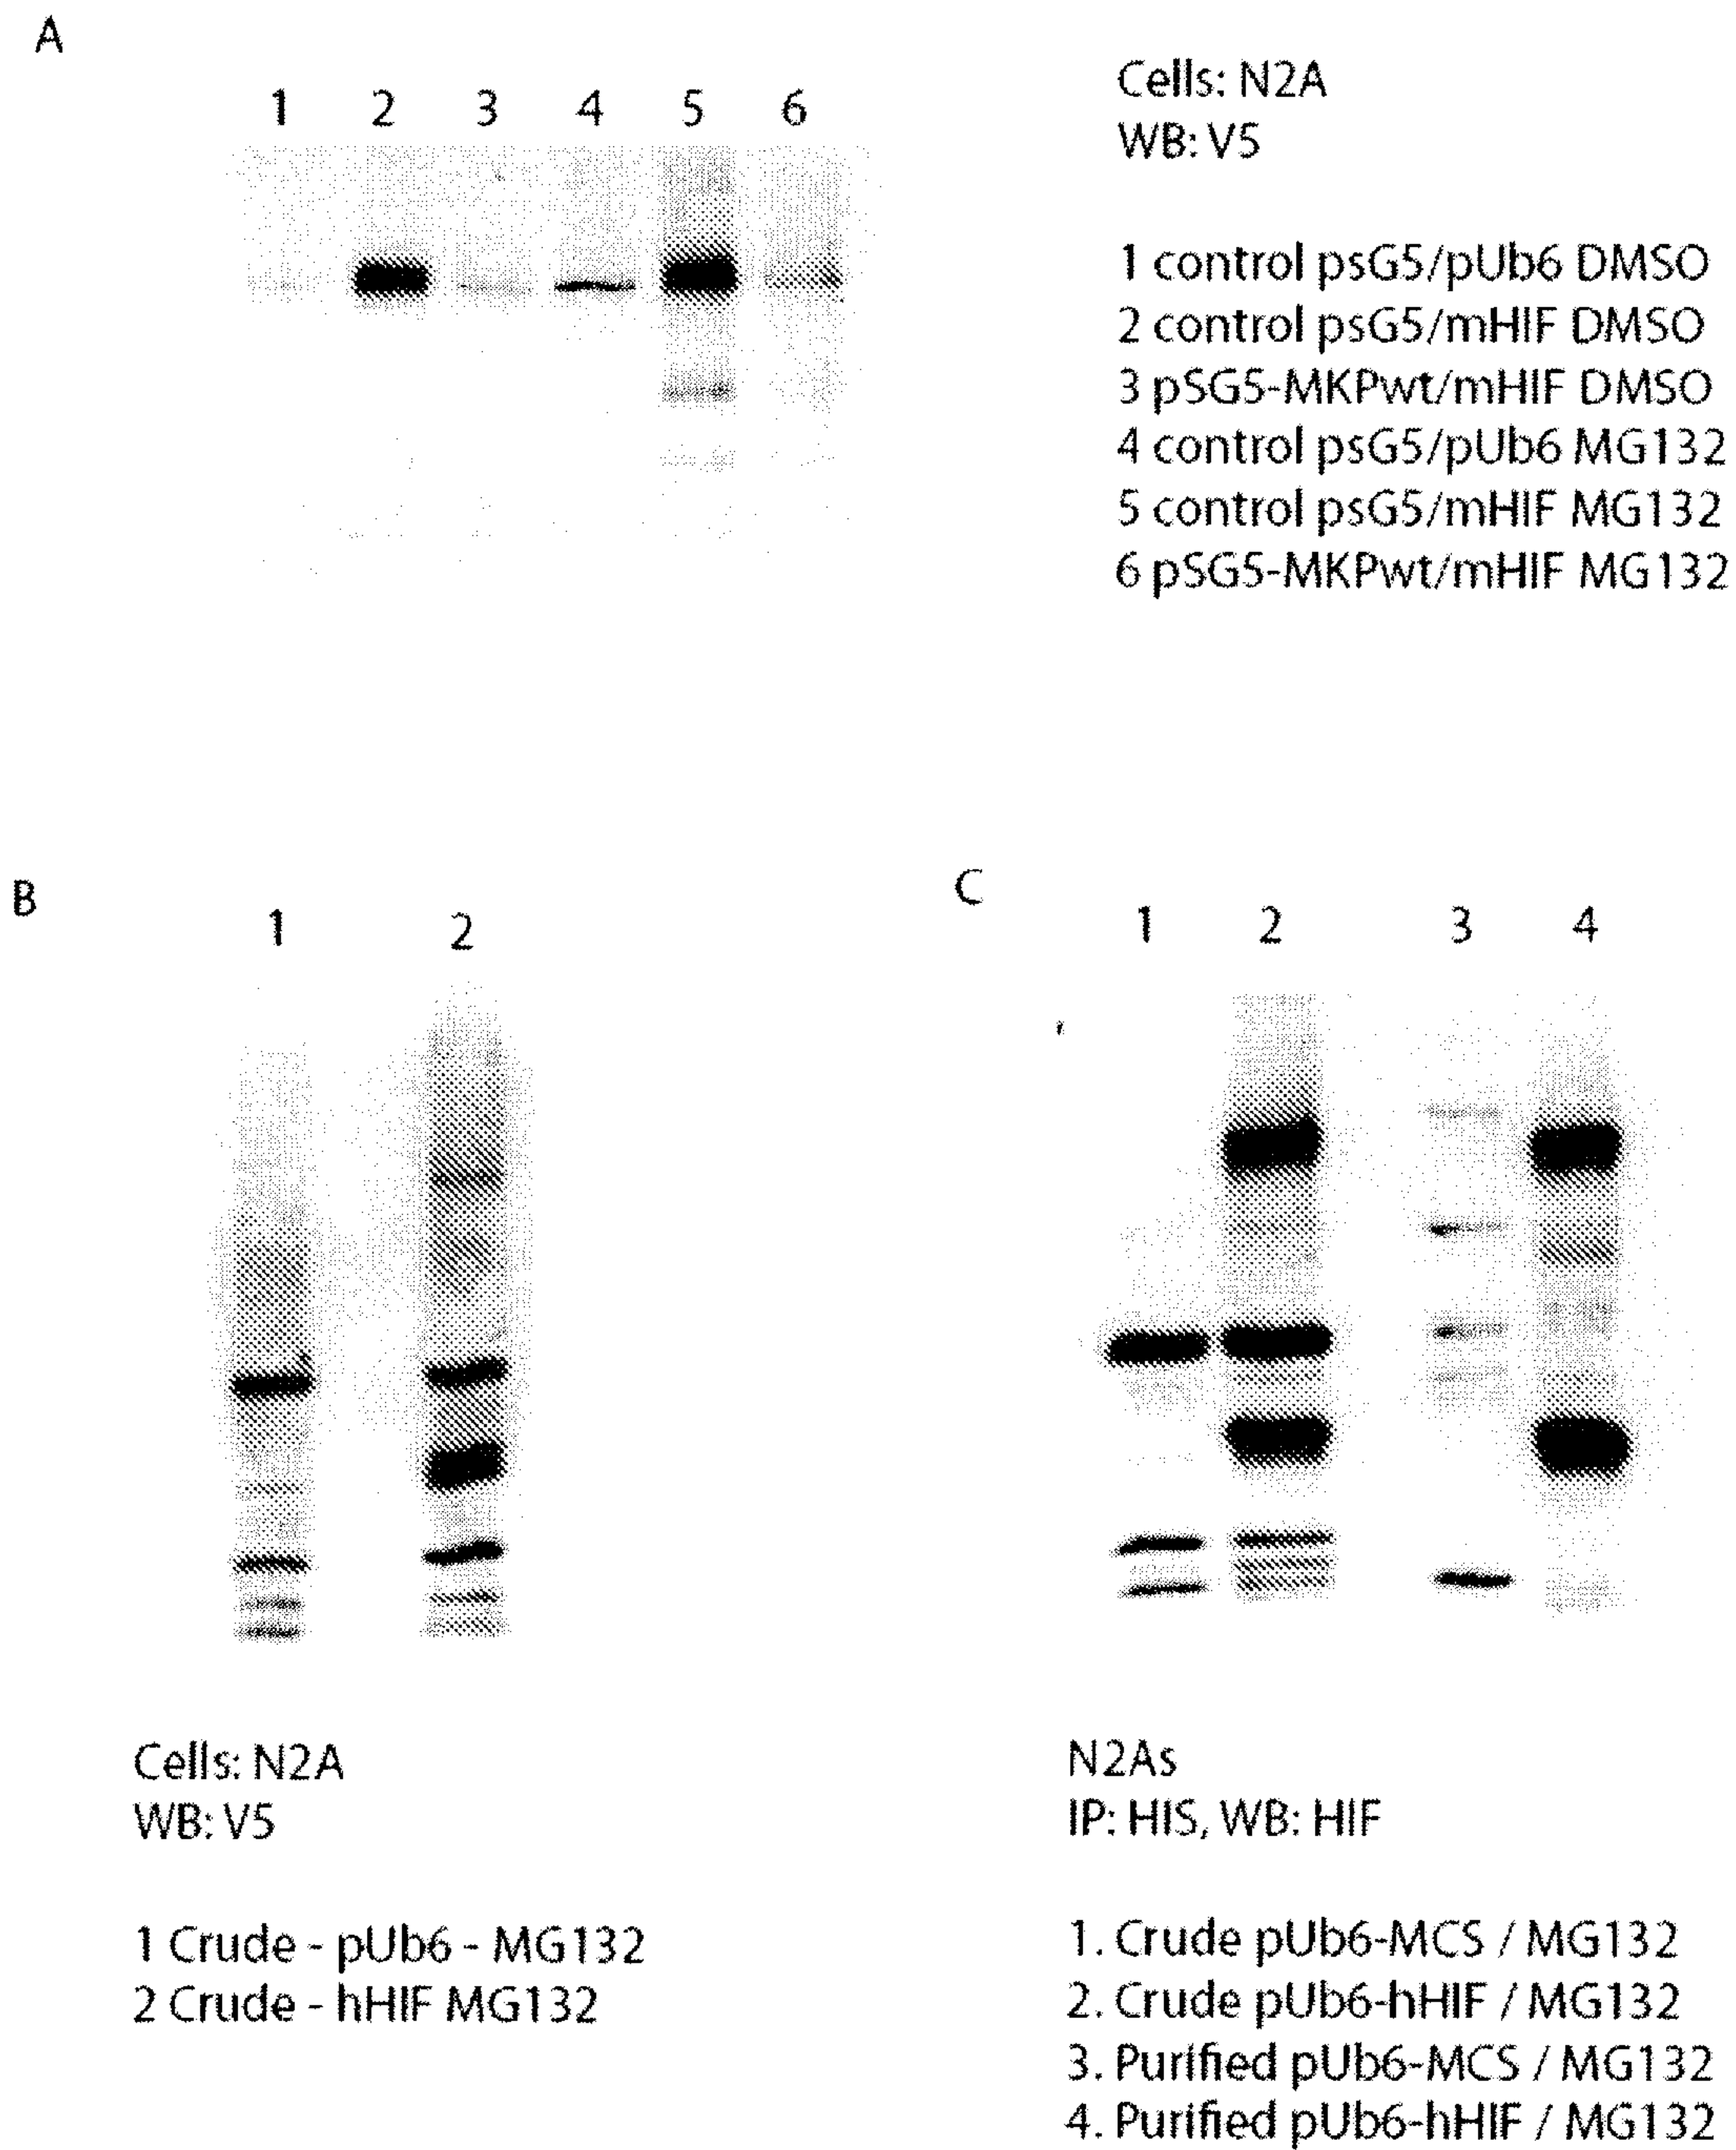 A
1 2 3 4 5 6
Cells: N2A
WB: V5
1 control psG5/pUb6 DMSO
2 control psG5/mHIF DMSO
3 pSG5-MKPwt/mHIF DMSO
4 control psG5/pUb6 MG132
5 control psG5/mHIF MG132
6 pSG5-MKPwt/mHIF MG132
B
1 2
Cells: N2A
WB: V5
1 Crude - pUb6 - MG132
2 Crude - hHIF MG132
C
1 2 3 4
N2As
IP: HIS, WB: HIF
1. Crude pUb6-MCS / MG132
2. Crude pUb6-hHIF / MG132
3. Purified pUb6-MCS / MG132
4. Purified pUb6-hHIF / MG132